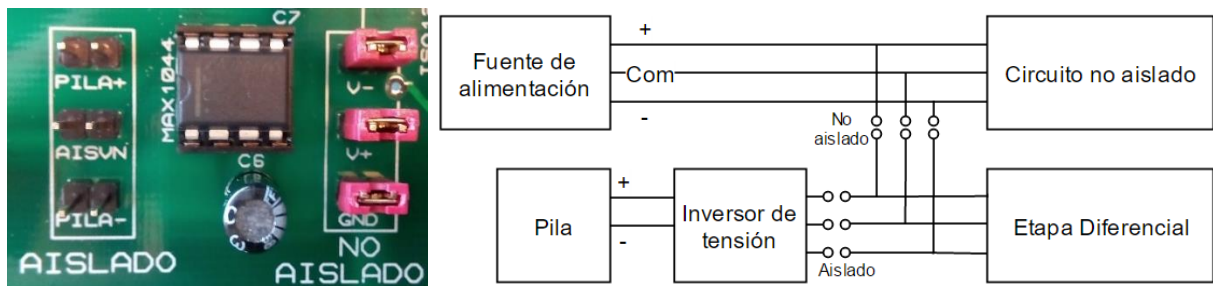 C7
PILA+
AISVN
PILA-
AISLADO
MAX1044
C6
V-
V+
GND
NO
AISLADO
Fuente de
alimentación
+
Com
-
Circuito no aislado
No
aislado
Pila
+
-
Inversor de
tensión
Aislado
Etapa Diferencial